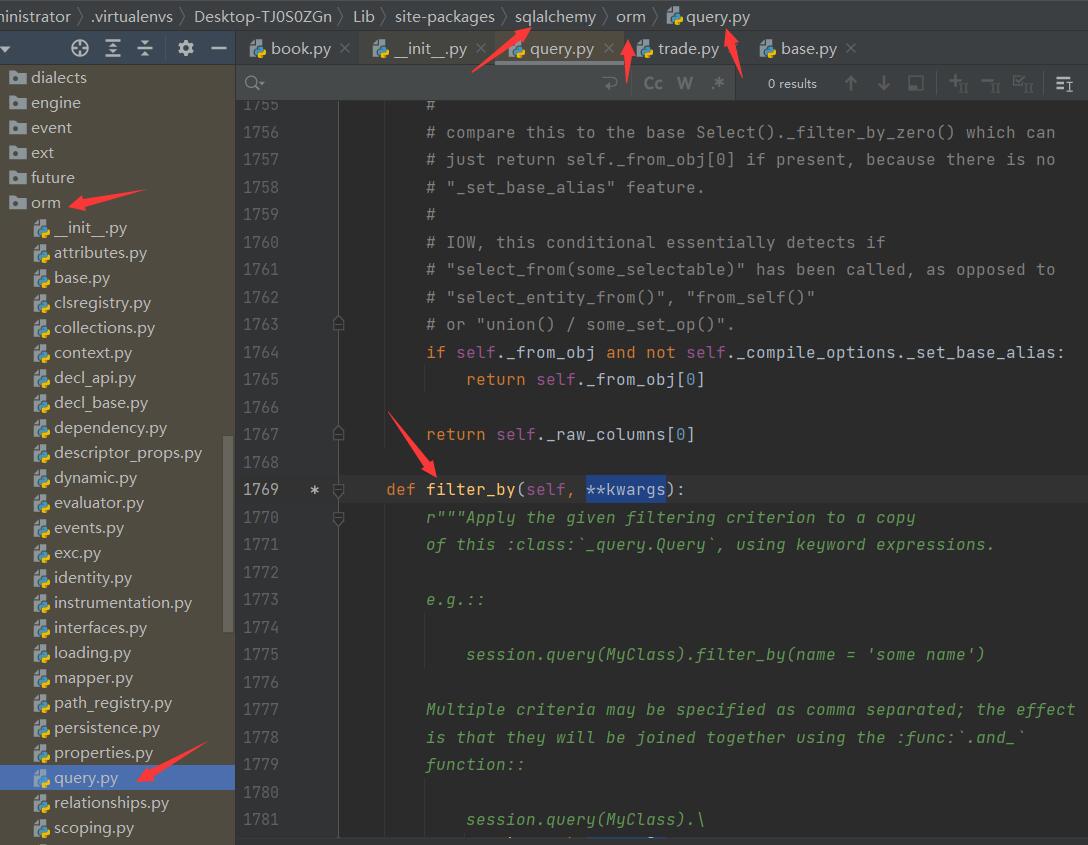 ninistrator 〉 .virtualenvs 〉 Desktop-TJ0S0ZGn 〉 Lib 〉 site-packages 〉 sqlalchemy 〉 orm 〉 query.py
book.py × __init__.py × query.py × trade.py × base.py ×
Cc W .* 0 results
dialects
engine
event
ext
future
orm
__init__.py
attributes.py
base.py
clsregistry.py
collections.py
context.py
decl_api.py
decl_base.py
dependency.py
descriptor_props.py
dynamic.py
evaluator.py
events.py
exc.py
identity.py
instrumentation.py
interfaces.py
loading.py
mapper.py
path_registry.py
persistence.py
properties.py
query.py
relationships.py
scoping.py
1755 #
1756 # compare this to the base Select()._filter_by_zero() which can
1757 # just return self._from_obj[0] if present, because there is no
1758 # "_set_base_alias" feature.
1759 #
1760 # IOW, this conditional essentially detects if
1761 # "select_from(some_selectable)" has been called, as opposed to
1762 # "select_entity_from()", "from_self()"
1763 # or "union() / some_set_op()".
1764 if self._from_obj and not self._compile_options._set_base_alias:
1765 return self._from_obj[0]
1766
1767 return self._raw_columns[0]
1768
1769 * def filter_by(self, **kwargs):
1770 r"""Apply the given filtering criterion to a copy
1771 of this :class:`_query.Query`, using keyword expressions.
1772
1773 e.g.::
1774
1775 session.query(MyClass).filter_by(name = 'some name')
1776
1777 Multiple criteria may be specified as comma separated; the effect
1778 is that they will be joined together using the :func:`.and_`
1779 function::
1780
1781 session.query(MyClass).\